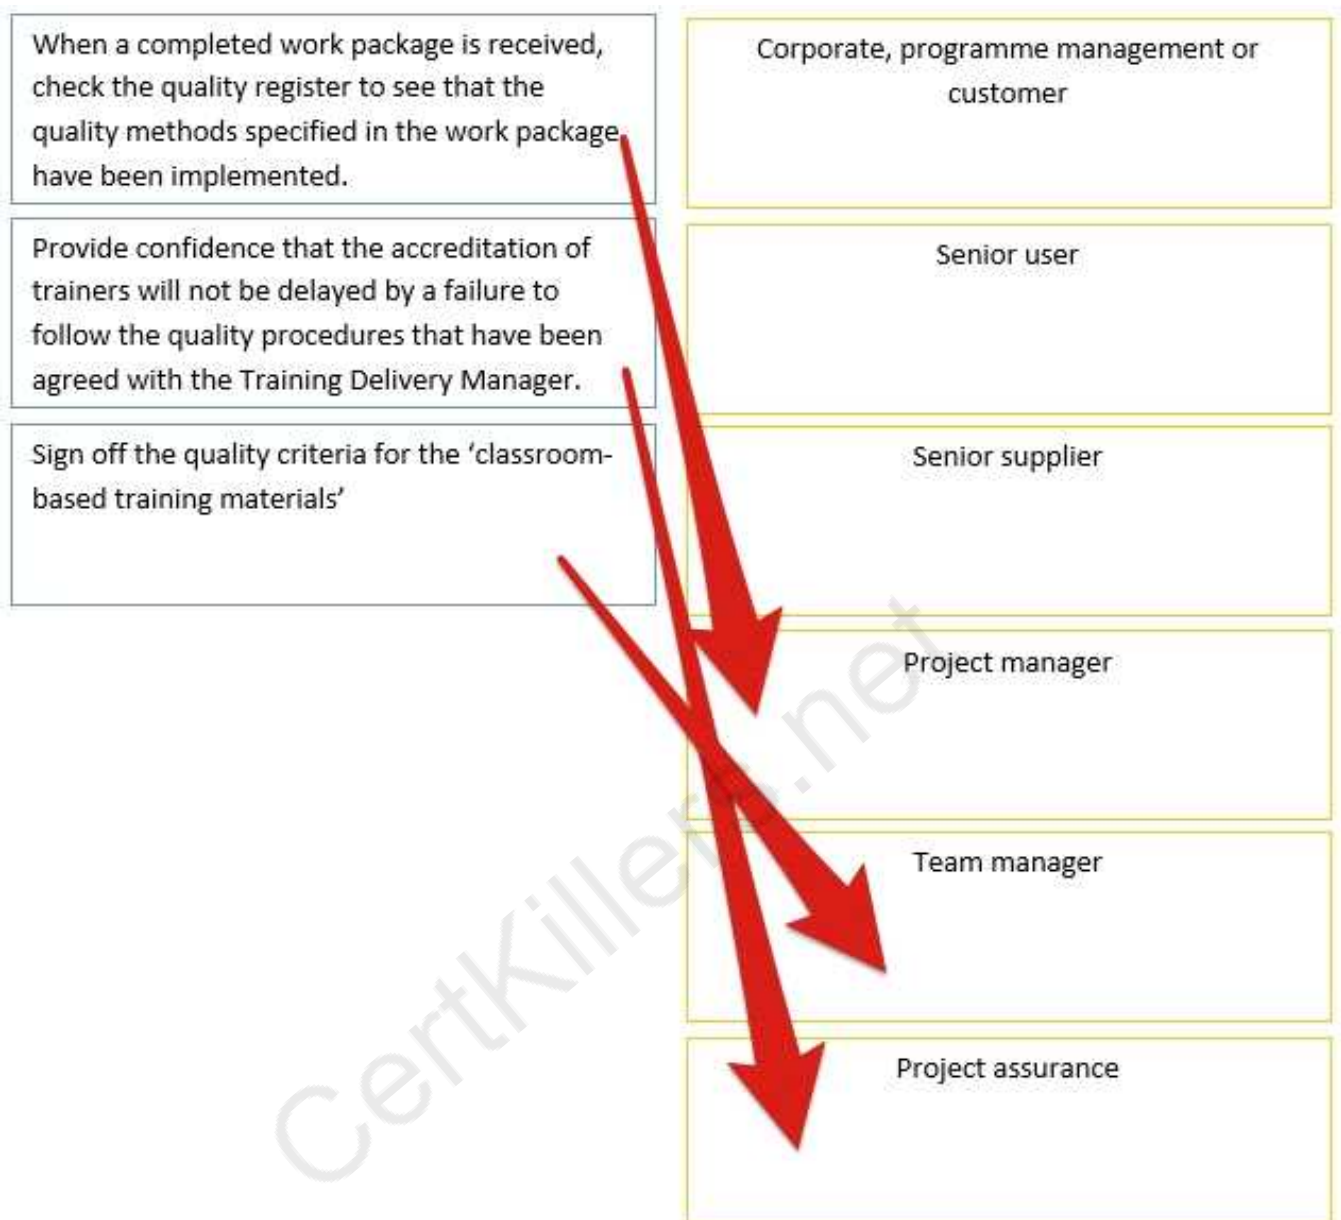 When a completed work package is received,
check the quality register to see that the
quality methods specified in the work package
have been implemented.
Provide confidence that the accreditation of
trainers will not be delayed by a failure to
follow the quality procedures that have been
agreed with the Training Delivery Manager.
Sign off the quality criteria for the ‘classroom-
based training materials’
Corporate, programme management or
customer
Senior user
Senior supplier
Project manager
Team manager
Project assurance
CertKillers.net